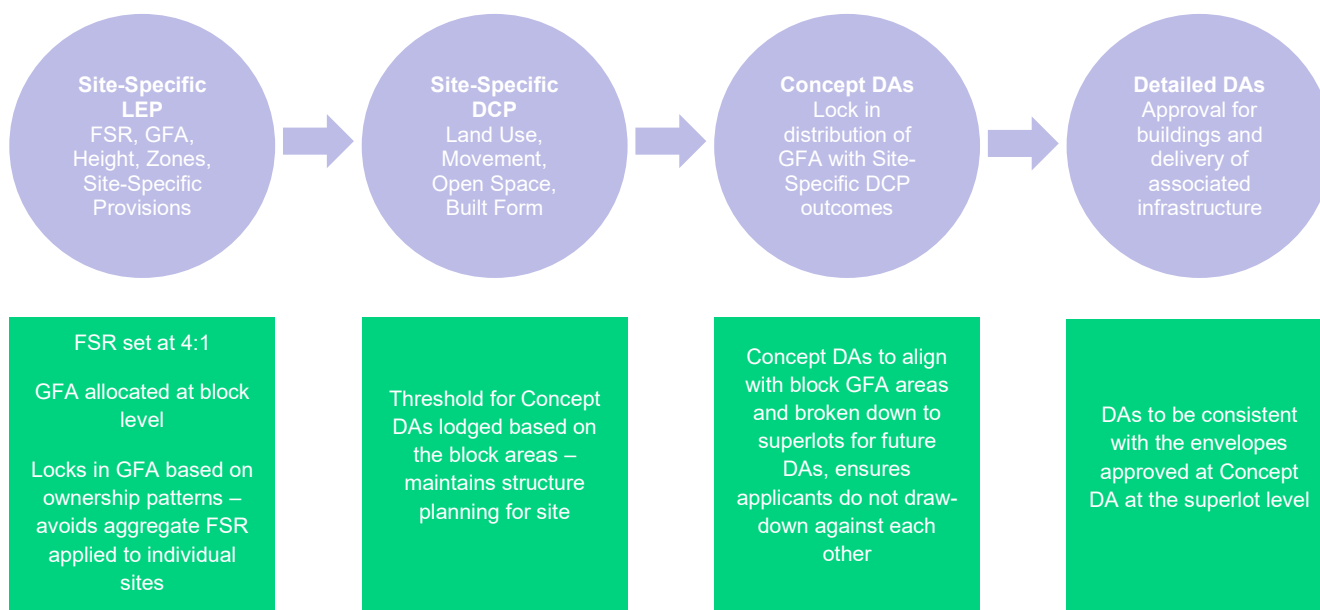 Site-Specific
LEP
FSR, GFA,
Height, Zones,
Site-Specific
Provisions
Site-Specific
DCP
Land Use,
Movement,
Open Space,
Built Form
Concept DAs
Lock in
distribution of
GFA with Site-
Specific DCP
outcomes
Detailed DAs
Approval for
buildings and
delivery of
associated
infrastructure
FSR set at 4:1
GFA allocated at block
level
Locks in GFA based on
ownership patterns –
avoids aggregate FSR
applied to individual
sites
Threshold for Concept
DAs lodged based on
the block areas –
maintains structure
planning for site
Concept DAs to align
with block GFA areas
and broken down to
superlots for future
DAs, ensures
applicants do not draw-
down against each
other
DAs to be consistent
with the envelopes
approved at Concept
DA at the superlot level